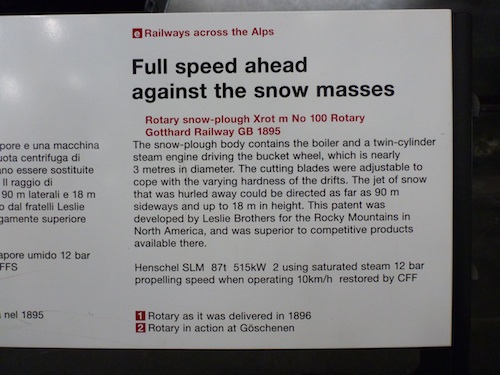 e Railways across the Alps
Full speed ahead
against the snow masses
Rotary snow-plough Xrot m No 100 Rotary
Gotthard Railway GB 1895
The snow-plough body contains the boiler and a twin-cylinder
steam engine driving the bucket wheel, which is nearly
3 metres in diameter. The cutting blades were adjustable to
cope with the varying hardness of the drifts. The jet of snow
that was hurled away could be directed as far as 90 m
sideways and up to 18 m in height. This patent was
developed by Leslie Brothers for the Rocky Mountains in
North America, and was superior to competitive products
available there.
Henschel SLM 87t 515kW 2 using saturated steam 12 bar
propelling speed when operating 10km/h restored by CFF
1 Rotary as it was delivered in 1896
2 Rotary in action at Göschenen
pore e una macchina
uota centrifuga di
ano essere sostituite
Il raggio di
90 m laterali e 18 m
o dal fratelli Leslie
gamente superiore
apore umido 12 bar
FFS
nel 1895